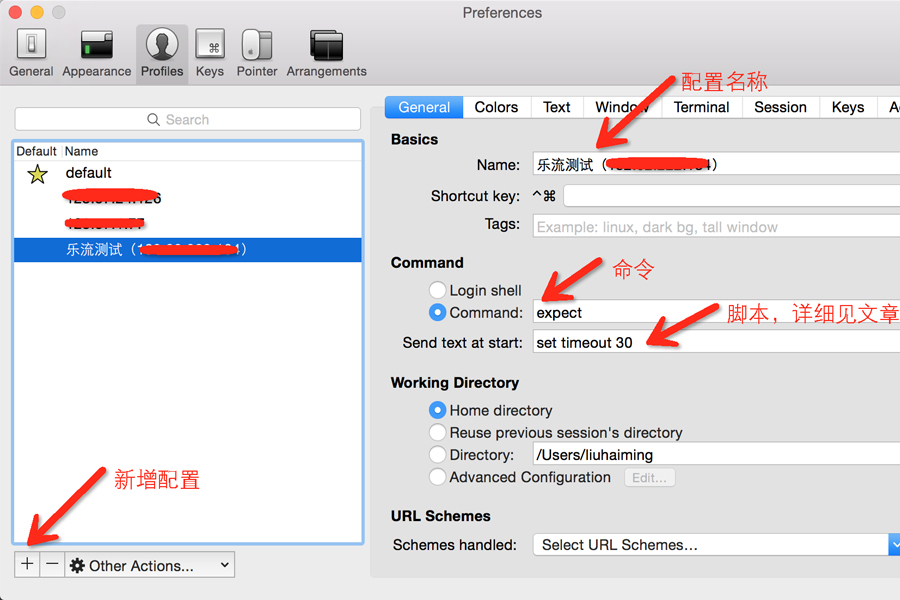 Preferences
General Appearance Profiles Keys Pointer Arrangements
配置名称
Search
General Colors Text Window Terminal Session Keys
Default Name
default
Basics
Name: 乐流测试（
Shortcut key: ^⌘
Tags: Example: linux, dark bg, tall window
乐流测试（
Command
命令
Login shell
Command: expect
脚本，详细见文章
Send text at start: set timeout 30
Working Directory
Home directory
Reuse previous session's directory
Directory: /Users/liuhaiming
Advanced Configuration Edit...
新增配置
URL Schemes
Schemes handled: Select URL Schemes...
+ − Other Actions...